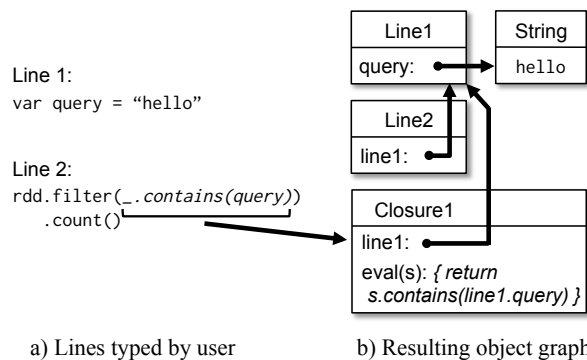 Line 1:
var query = “hello”
Line 2:
rdd.filter(_.contains(query))
.count()
Line1
query:
String
hello
Line2
line1:
Closure1
line1:
eval(s): { return
s.contains(line1.query) }
a) Lines typed by user
b) Resulting object graph